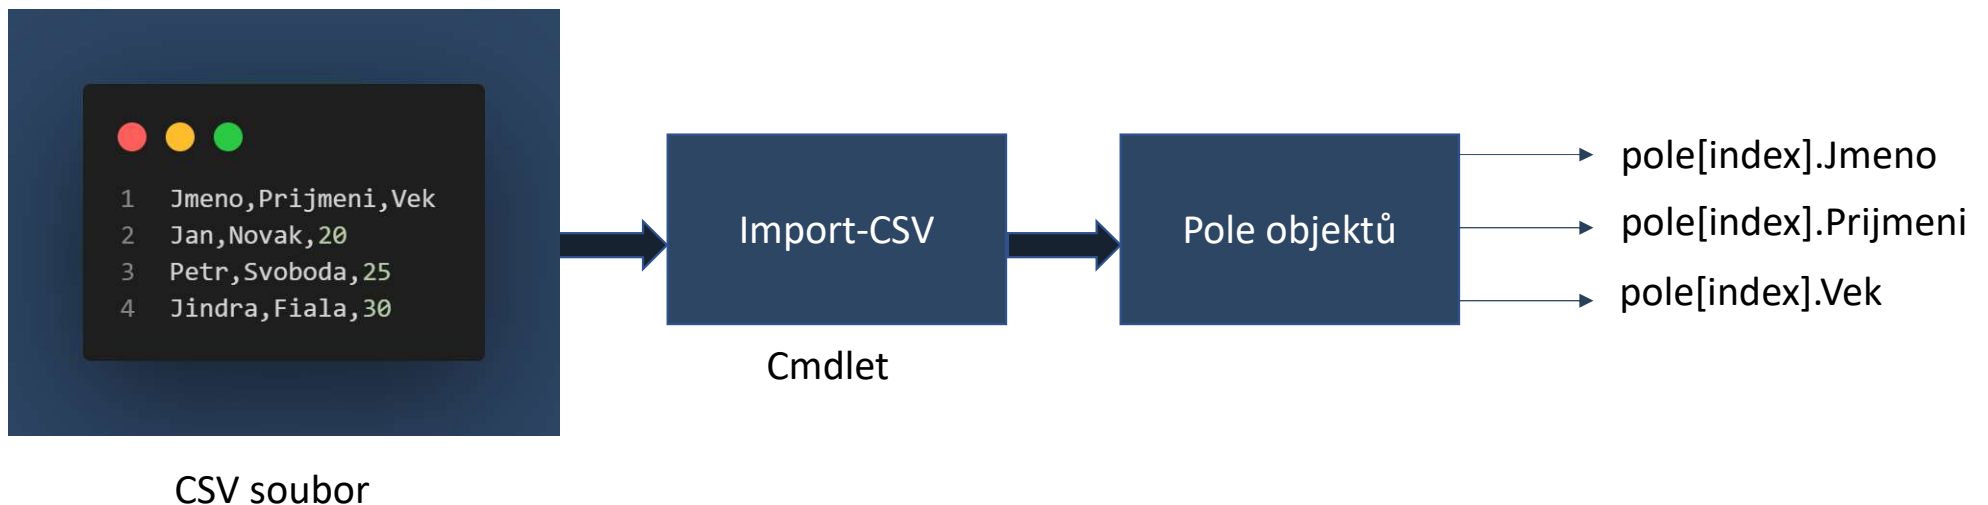 1 Jmeno,Prijmeni,Vek
2 Jan,Novak,20
3 Petr,Svoboda,25
4 Jindra,Fiala,30
CSV soubor
Import-CSV
Cmdlet
Pole objektů
pole[index].Jmeno
pole[index].Prijmeni
pole[index].Vek